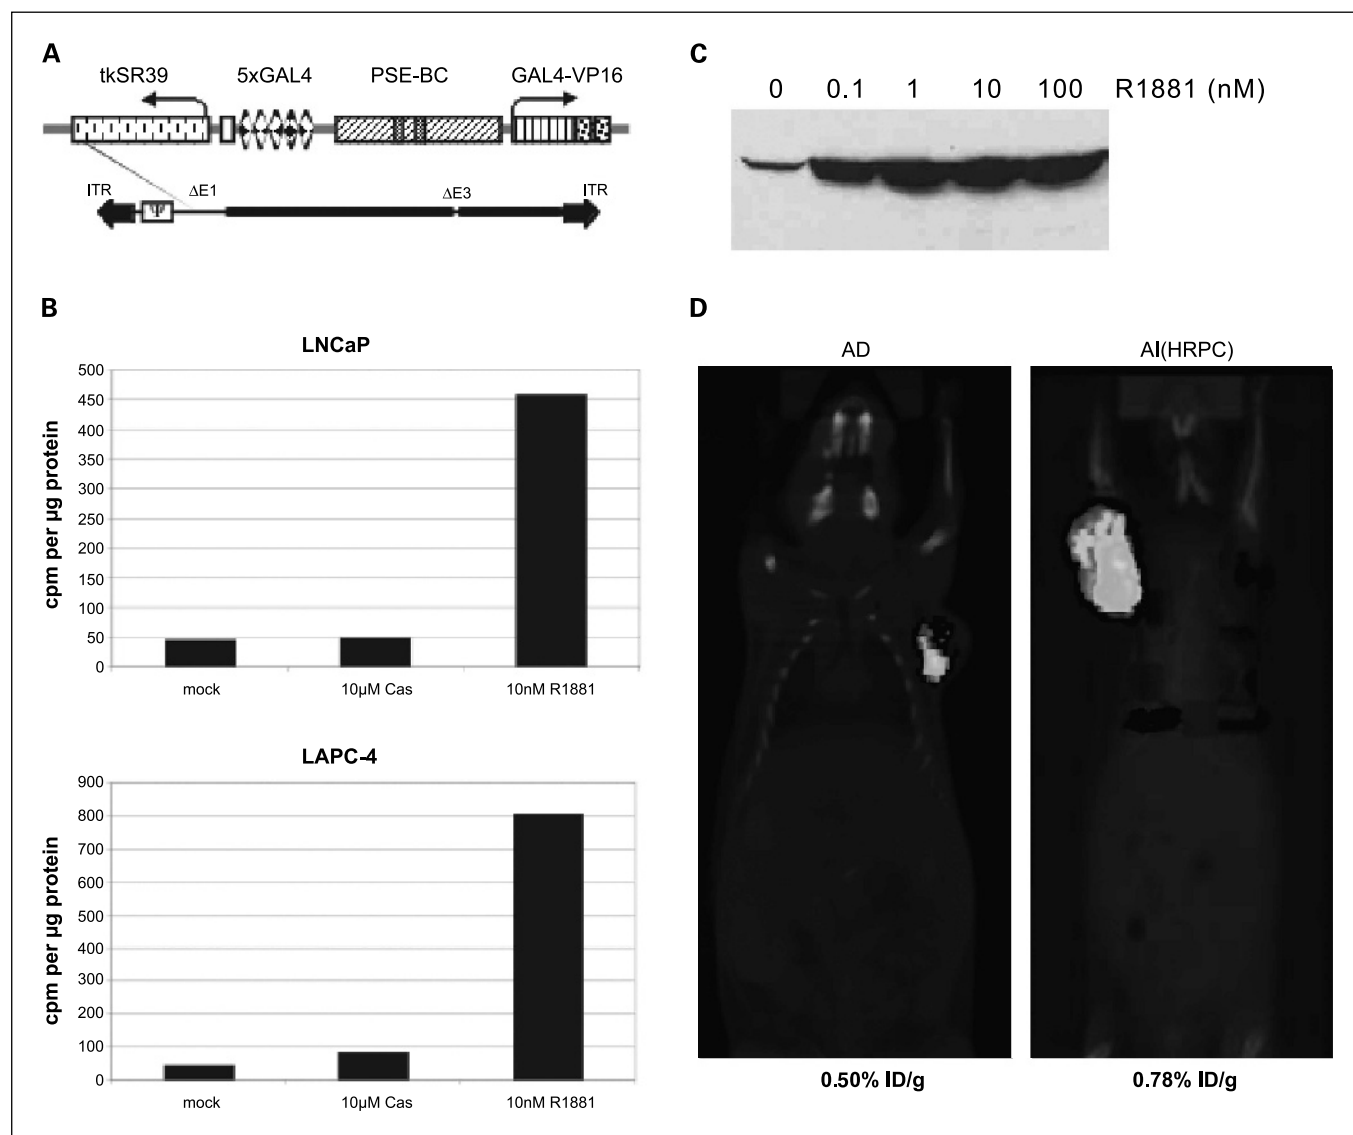 A
tkSR39 5xGAL4 PSE-BC GAL4-VP16
ITR Ψ ΔE1 ΔE3 ITR
B
LNCaP
cpm per µg protein
500
450
400
350
300
250
200
150
100
50
0
mock 10µM Cas 10nM R1881
LAPC-4
cpm per µg protein
900
800
700
600
500
400
300
200
100
0
mock 10µM Cas 10nM R1881
C
0 0.1 1 10 100 R1881 (nM)
D
AD AI(HRPC)
0.50% ID/g 0.78% ID/g